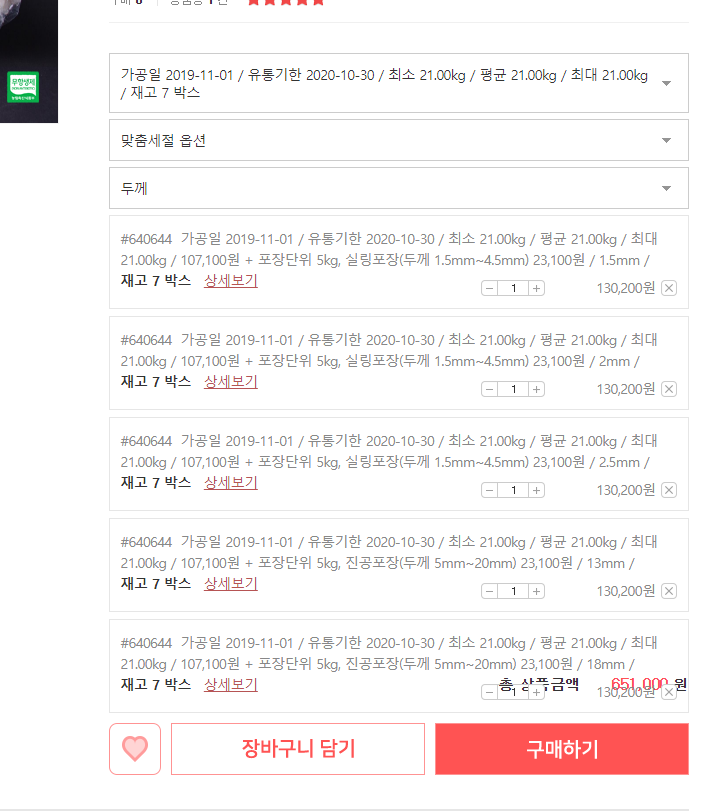 무항생제
가공일 2019-11-01 / 유통기한 2020-10-30 / 최소 21.00kg / 평균 21.00kg / 최대 21.00kg
/ 재고 7 박스
맞춤세절 옵션
두께
#640644 가공일 2019-11-01 / 유통기한 2020-10-30 / 최소 21.00kg / 평균 21.00kg / 최대
21.00kg / 107,100원 + 포장단위 5kg, 실링포장(두께 1.5mm~4.5mm) 23,100원 / 1.5mm /
재고 7 박스 상세보기
- 1 + 130,200원 ×
#640644 가공일 2019-11-01 / 유통기한 2020-10-30 / 최소 21.00kg / 평균 21.00kg / 최대
21.00kg / 107,100원 + 포장단위 5kg, 실링포장(두께 1.5mm~4.5mm) 23,100원 / 2mm /
재고 7 박스 상세보기
- 1 + 130,200원 ×
#640644 가공일 2019-11-01 / 유통기한 2020-10-30 / 최소 21.00kg / 평균 21.00kg / 최대
21.00kg / 107,100원 + 포장단위 5kg, 실링포장(두께 1.5mm~4.5mm) 23,100원 / 2.5mm /
재고 7 박스 상세보기
- 1 + 130,200원 ×
#640644 가공일 2019-11-01 / 유통기한 2020-10-30 / 최소 21.00kg / 평균 21.00kg / 최대
21.00kg / 107,100원 + 포장단위 5kg, 진공포장(두께 5mm~20mm) 23,100원 / 13mm /
재고 7 박스 상세보기
- 1 + 130,200원 ×
#640644 가공일 2019-11-01 / 유통기한 2020-10-30 / 최소 21.00kg / 평균 21.00kg / 최대
21.00kg / 107,100원 + 포장단위 5kg, 진공포장(두께 5mm~20mm) 23,100원 / 18mm /
재고 7 박스 상세보기
총 상품금액 651,000 원
- 1 + 130,200원 ×
장바구니 담기
구매하기